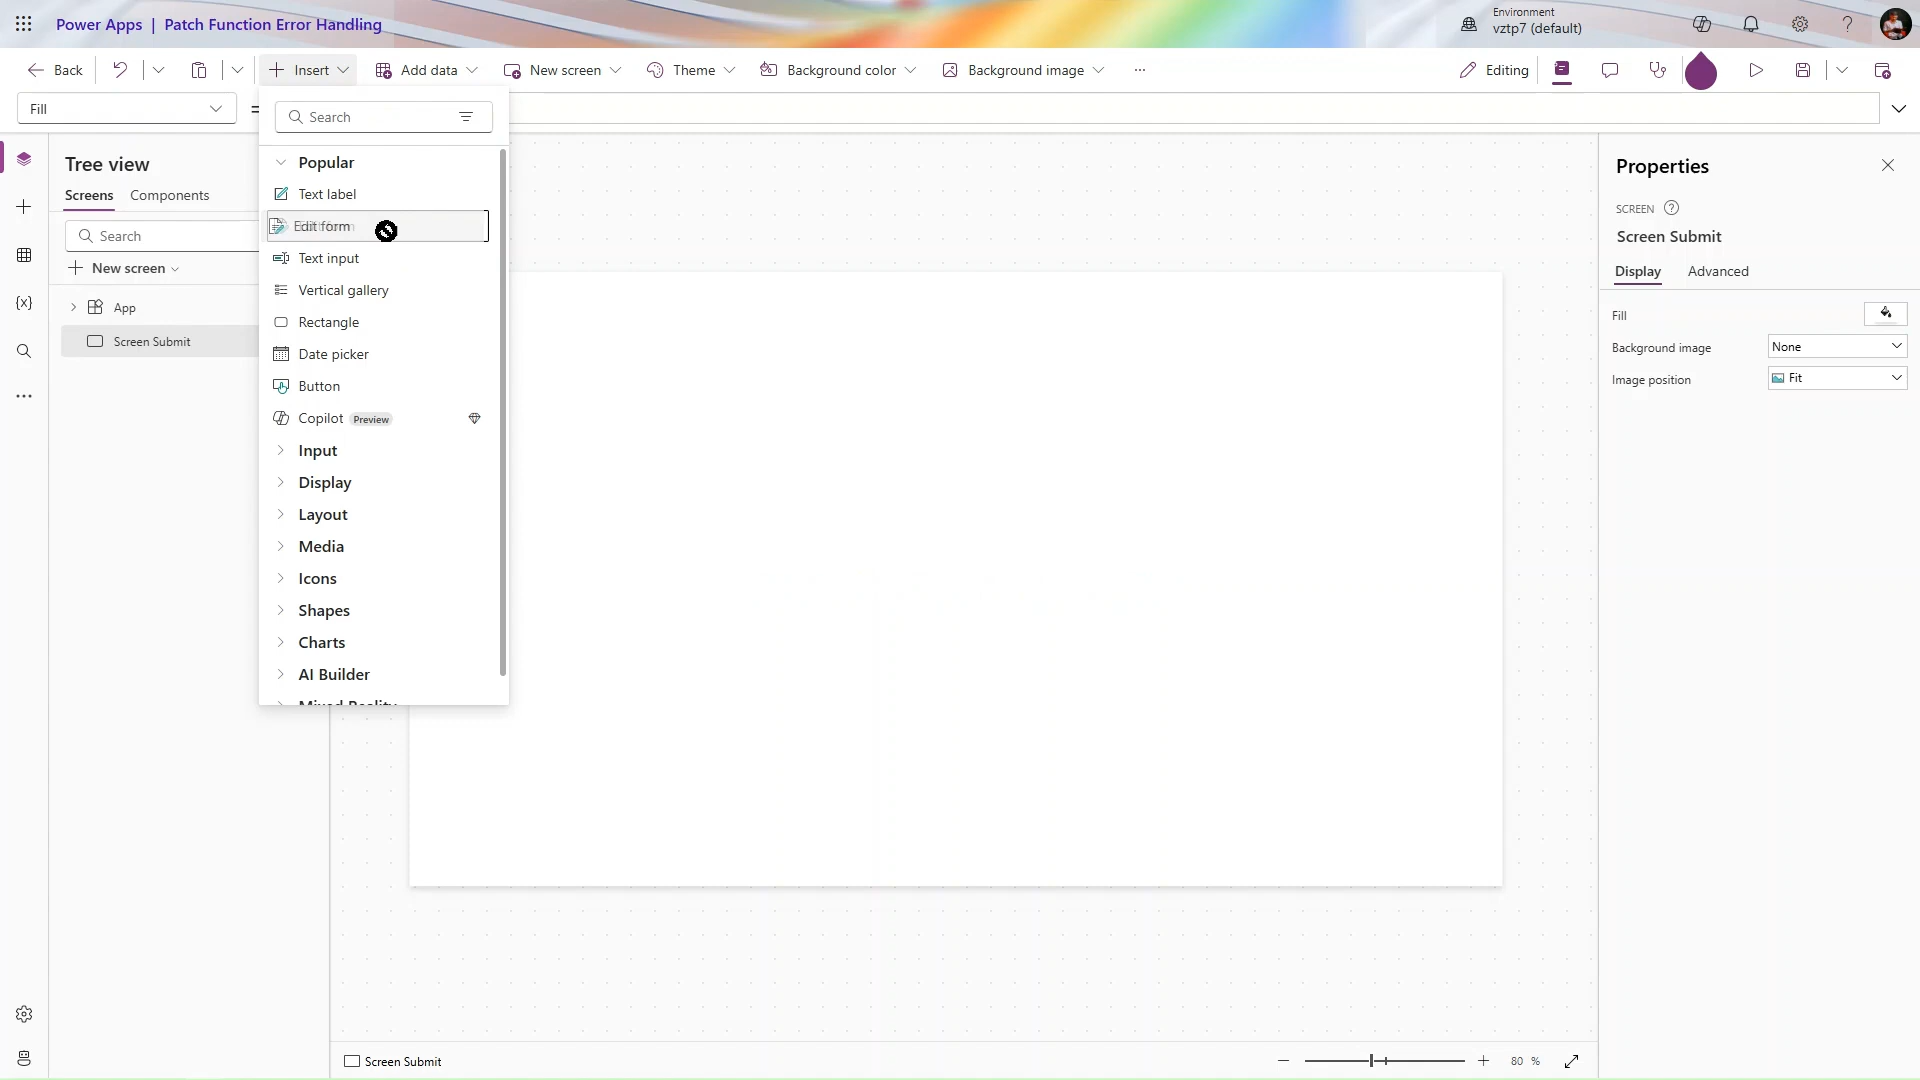 Power Apps | Patch Function Error Handling
Environment
vztp7 (default)
Back
Insert
Add data
New screen
Theme
Background color
Background image
Editing
Fill
=
Search
Popular
Text label
Edit form
Text input
Vertical gallery
Rectangle
Date picker
Button
Copilot Preview
Input
Display
Layout
Media
Icons
Shapes
Charts
AI Builder
Mixed Reality
Tree view
Screens Components
Search
New screen
App
Screen Submit
Properties
SCREEN
Screen Submit
Display Advanced
Fill
Background image None
Image position Fit
Screen Submit
80 %